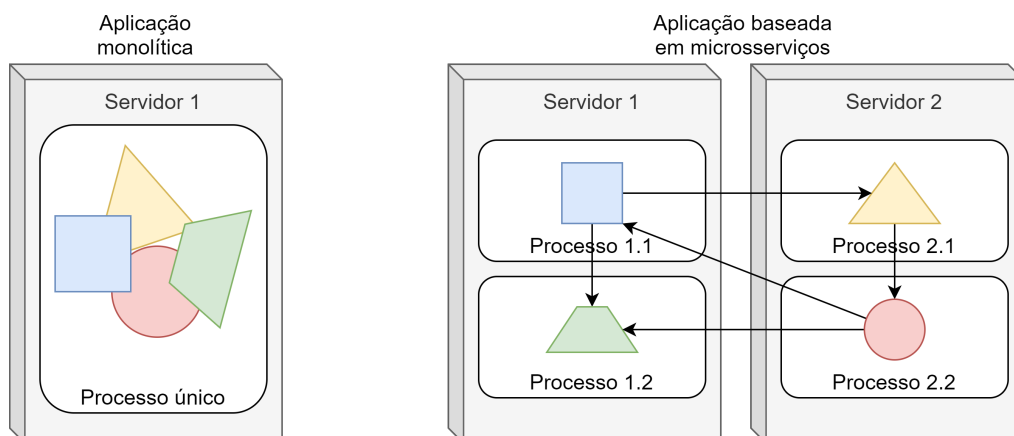 Aplicação
monolítica
Servidor 1
Processo único
Aplicação baseada
em microsserviços
Servidor 1
Processo 1.1
Processo 1.2
Servidor 2
Processo 2.1
Processo 2.2